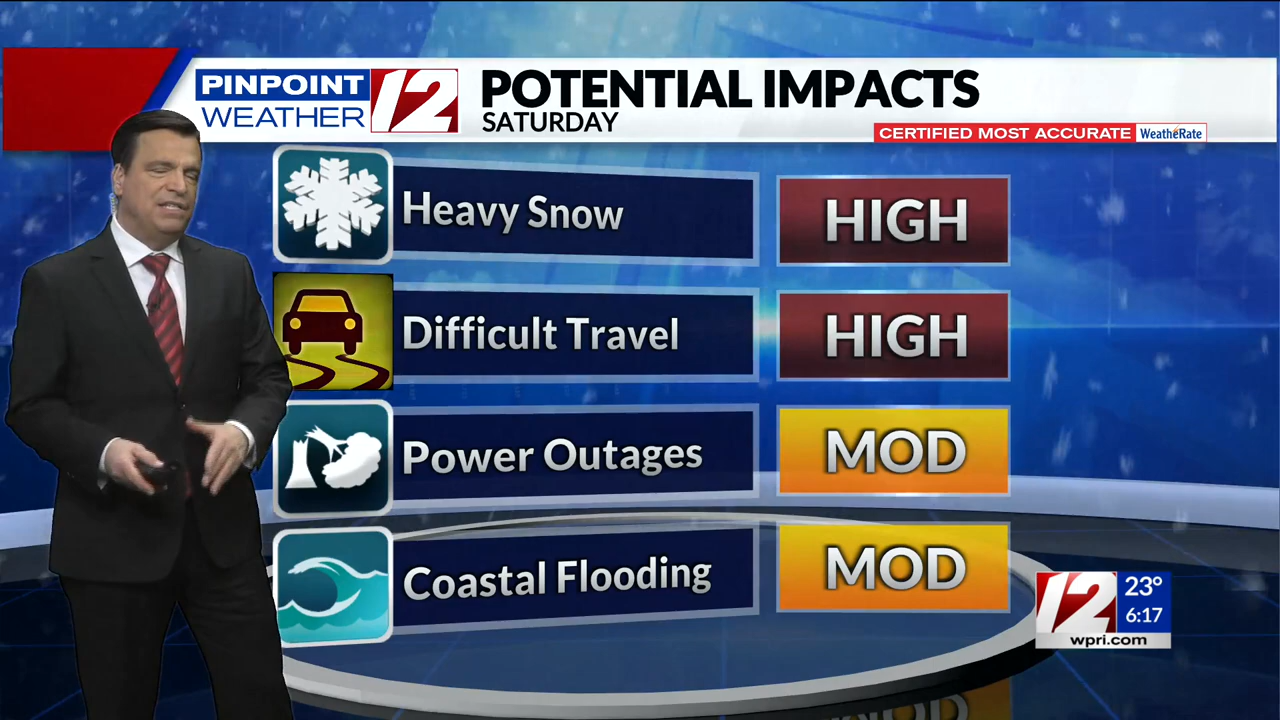 PINPOINT
WEATHER
12
POTENTIAL IMPACTS
SATURDAY
CERTIFIED MOST ACCURATE WeatheRate
Heavy Snow HIGH
Difficult Travel HIGH
Power Outages MOD
Coastal Flooding MOD
12
23°
6:17
wpri.com